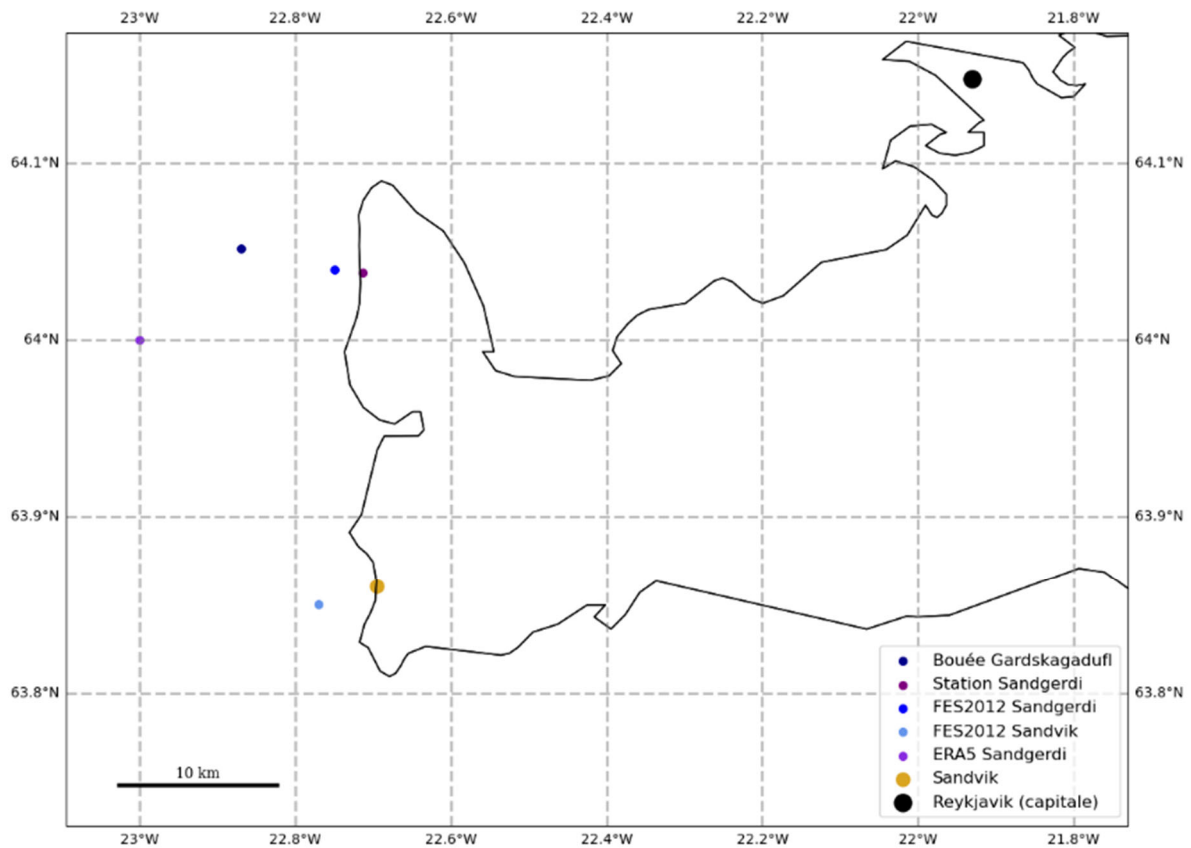 23°W 22.8°W 22.6°W 22.4°W 22.2°W 22°W 21.8°W
64.1°N 64.1°N
64°N 64°N
63.9°N 63.9°N
63.8°N 63.8°N
Bouée Gardskagadufl
Station Sandgerdi
FES2012 Sandgerdi
FES2012 Sandvik
ERA5 Sandgerdi
Sandvik
Reykjavik (capitale)
10 km
23°W 22.8°W 22.6°W 22.4°W 22.2°W 22°W 21.8°W